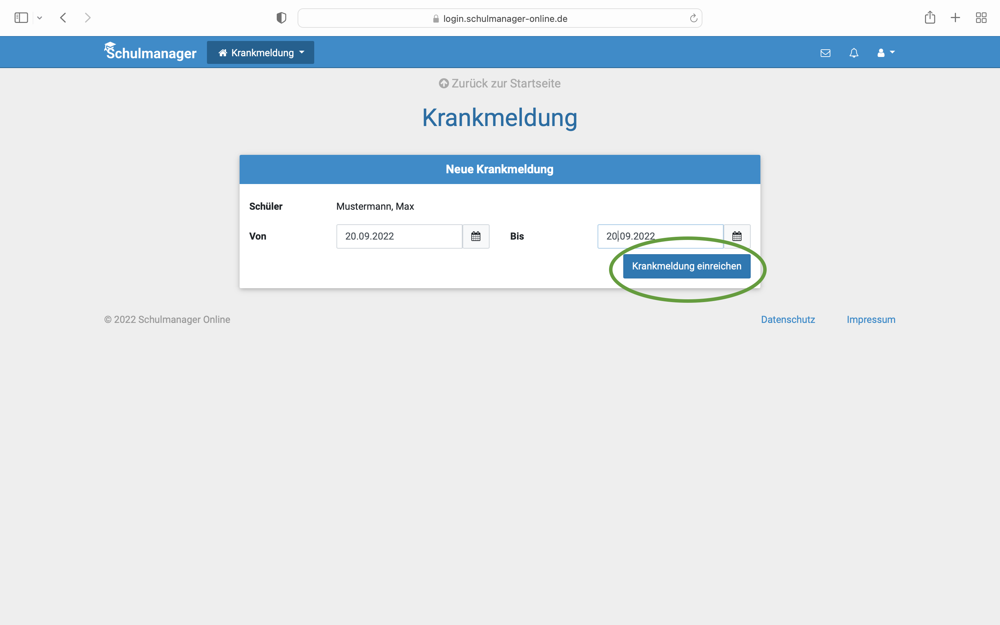 login.schulmanager-online.de
Schulmanager
Krankmeldung
Zurück zur Startseite
Krankmeldung
Neue Krankmeldung
Schüler Mustermann, Max
Von 20.09.2022 Bis 20.09.2022
Krankmeldung einreichen
© 2022 Schulmanager Online Datenschutz Impressum